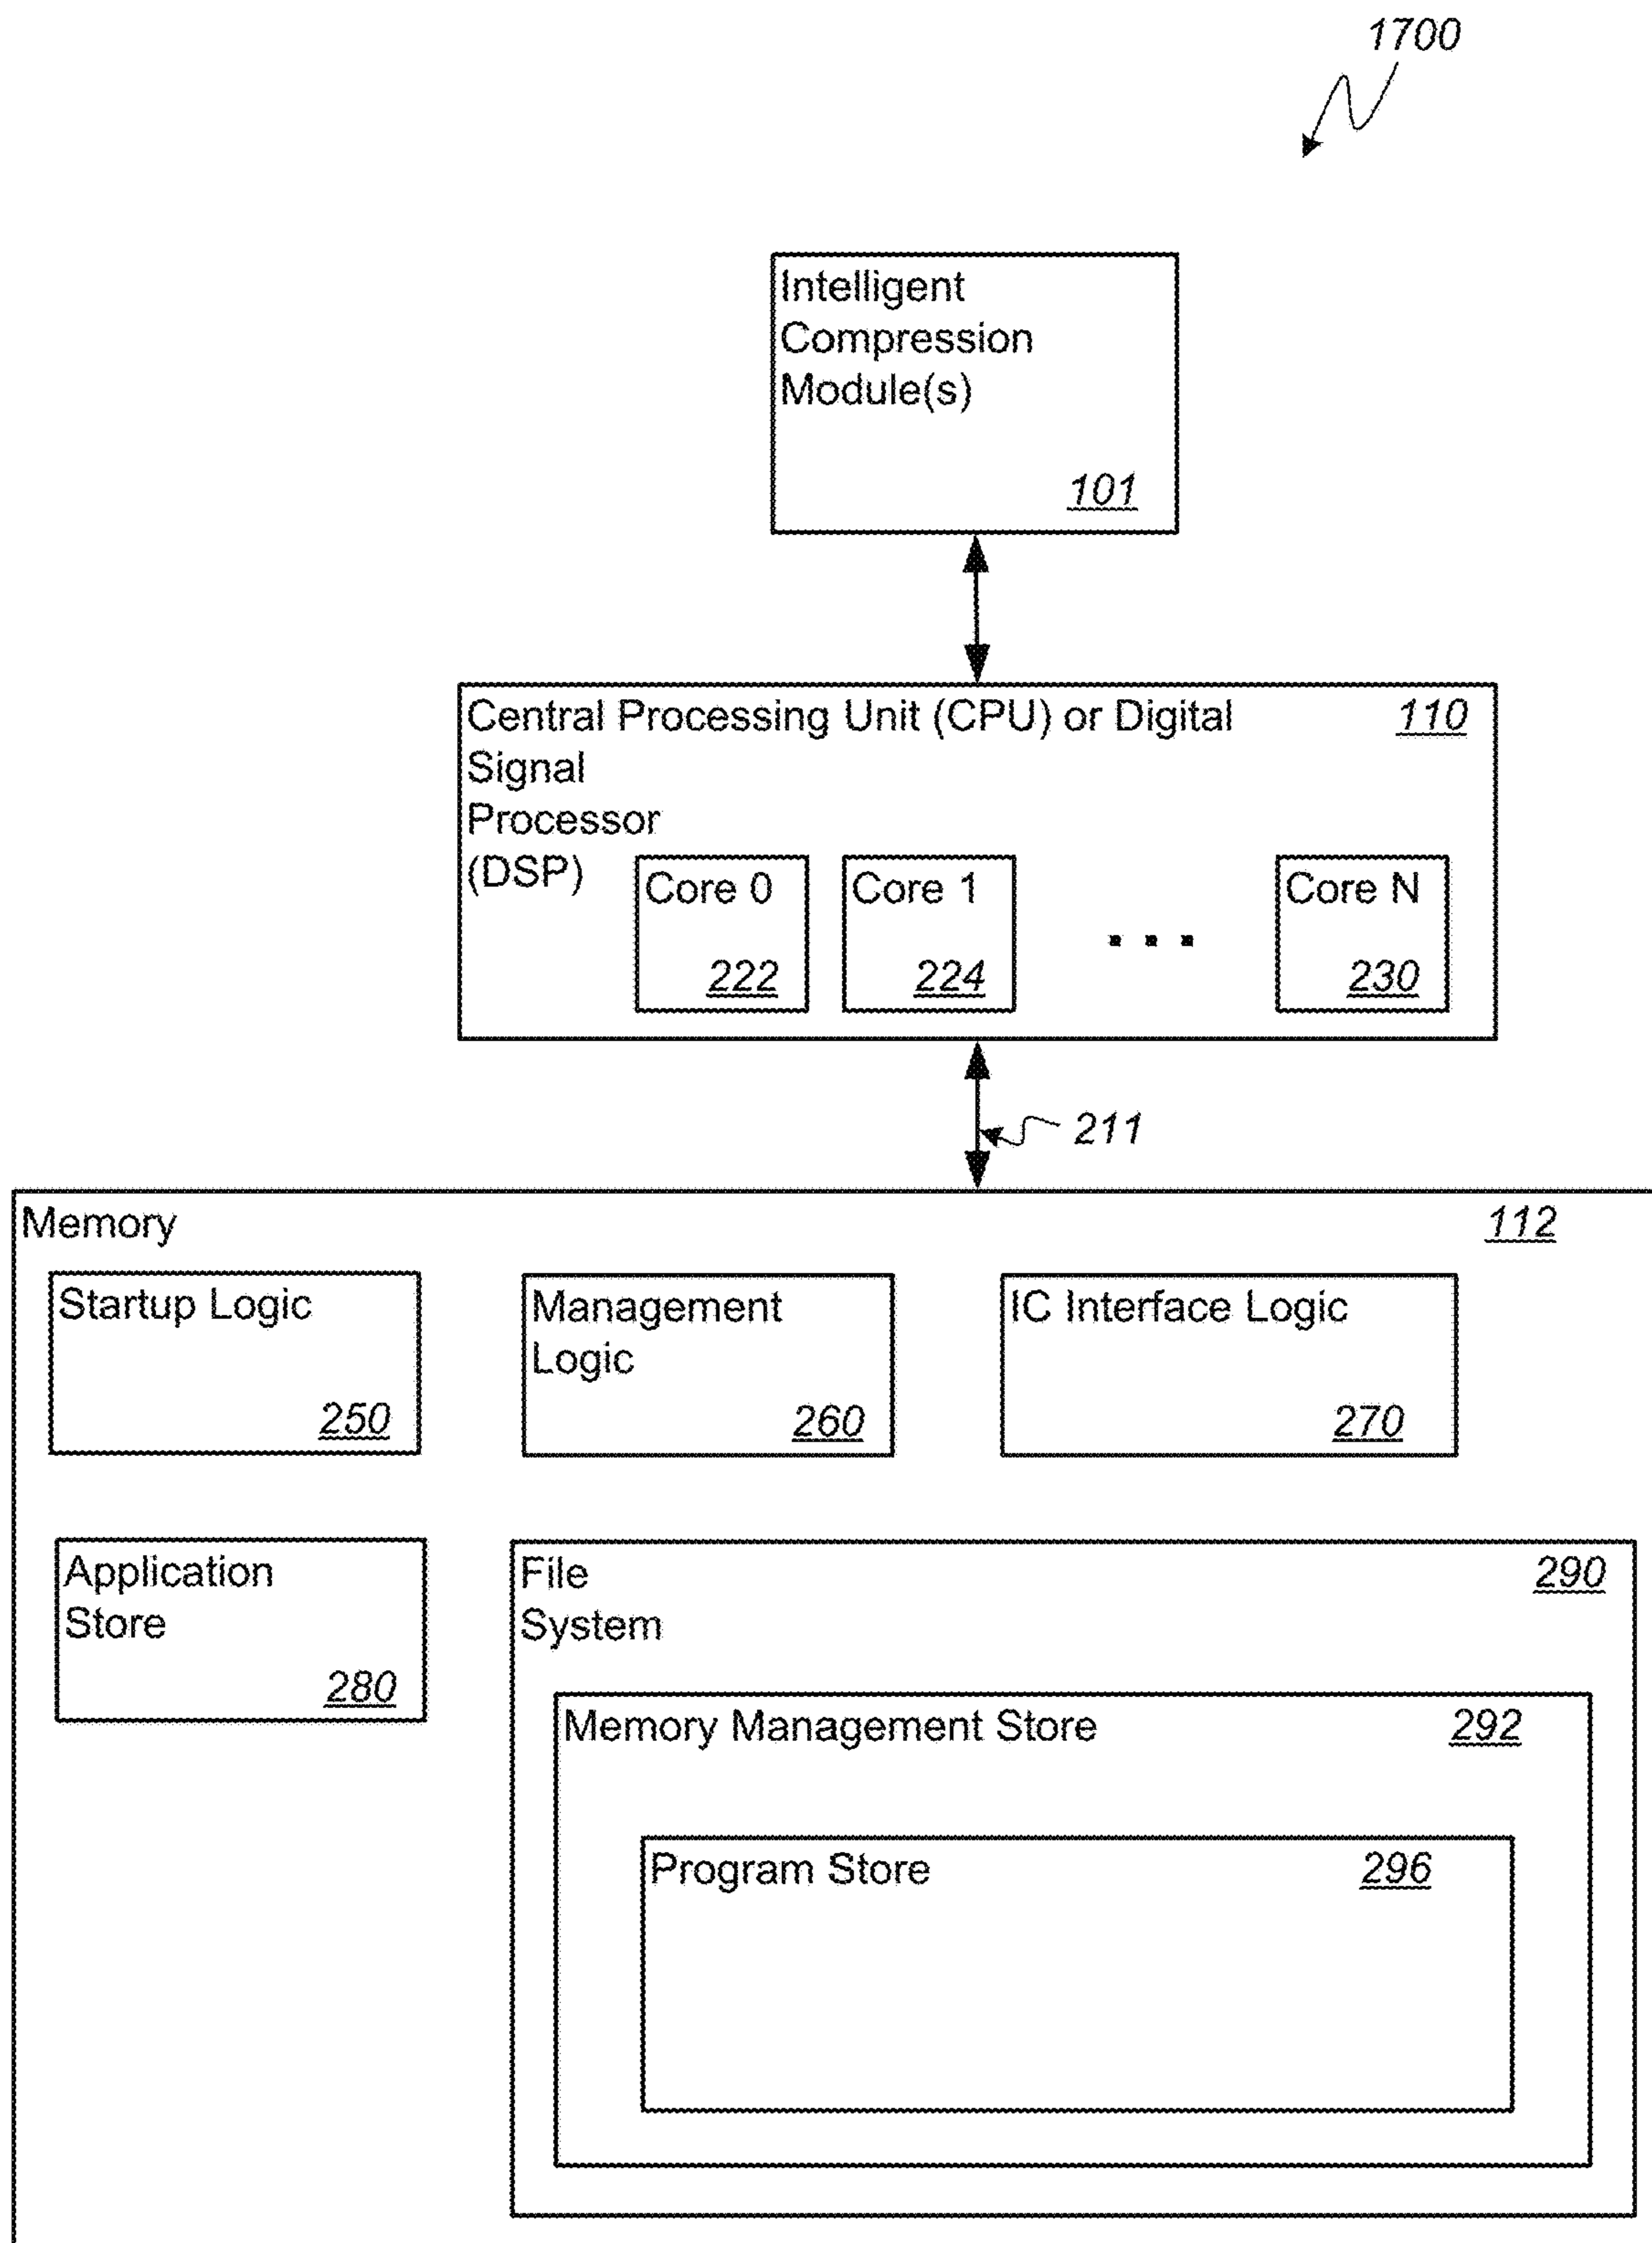 1700
Intelligent
Compression
Module(s)
101
Central Processing Unit (CPU) or Digital 110
Signal
Processor
(DSP)
Core 0
222
Core 1
224
. . .
Core N
230
211
Memory 112
Startup Logic
250
Management
Logic
260
IC Interface Logic
270
Application
Store
280
File 290
System
Memory Management Store 292
Program Store 296